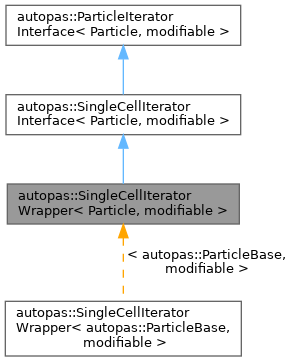 autopas::ParticleIterator
Interface< Particle, modifiable >
autopas::SingleCellIterator
Interface< Particle, modifiable >
autopas::SingleCellIterator
Wrapper< Particle, modifiable >
< autopas::ParticleBase,
modifiable >
autopas::SingleCellIterator
Wrapper< autopas::ParticleBase,
modifiable >